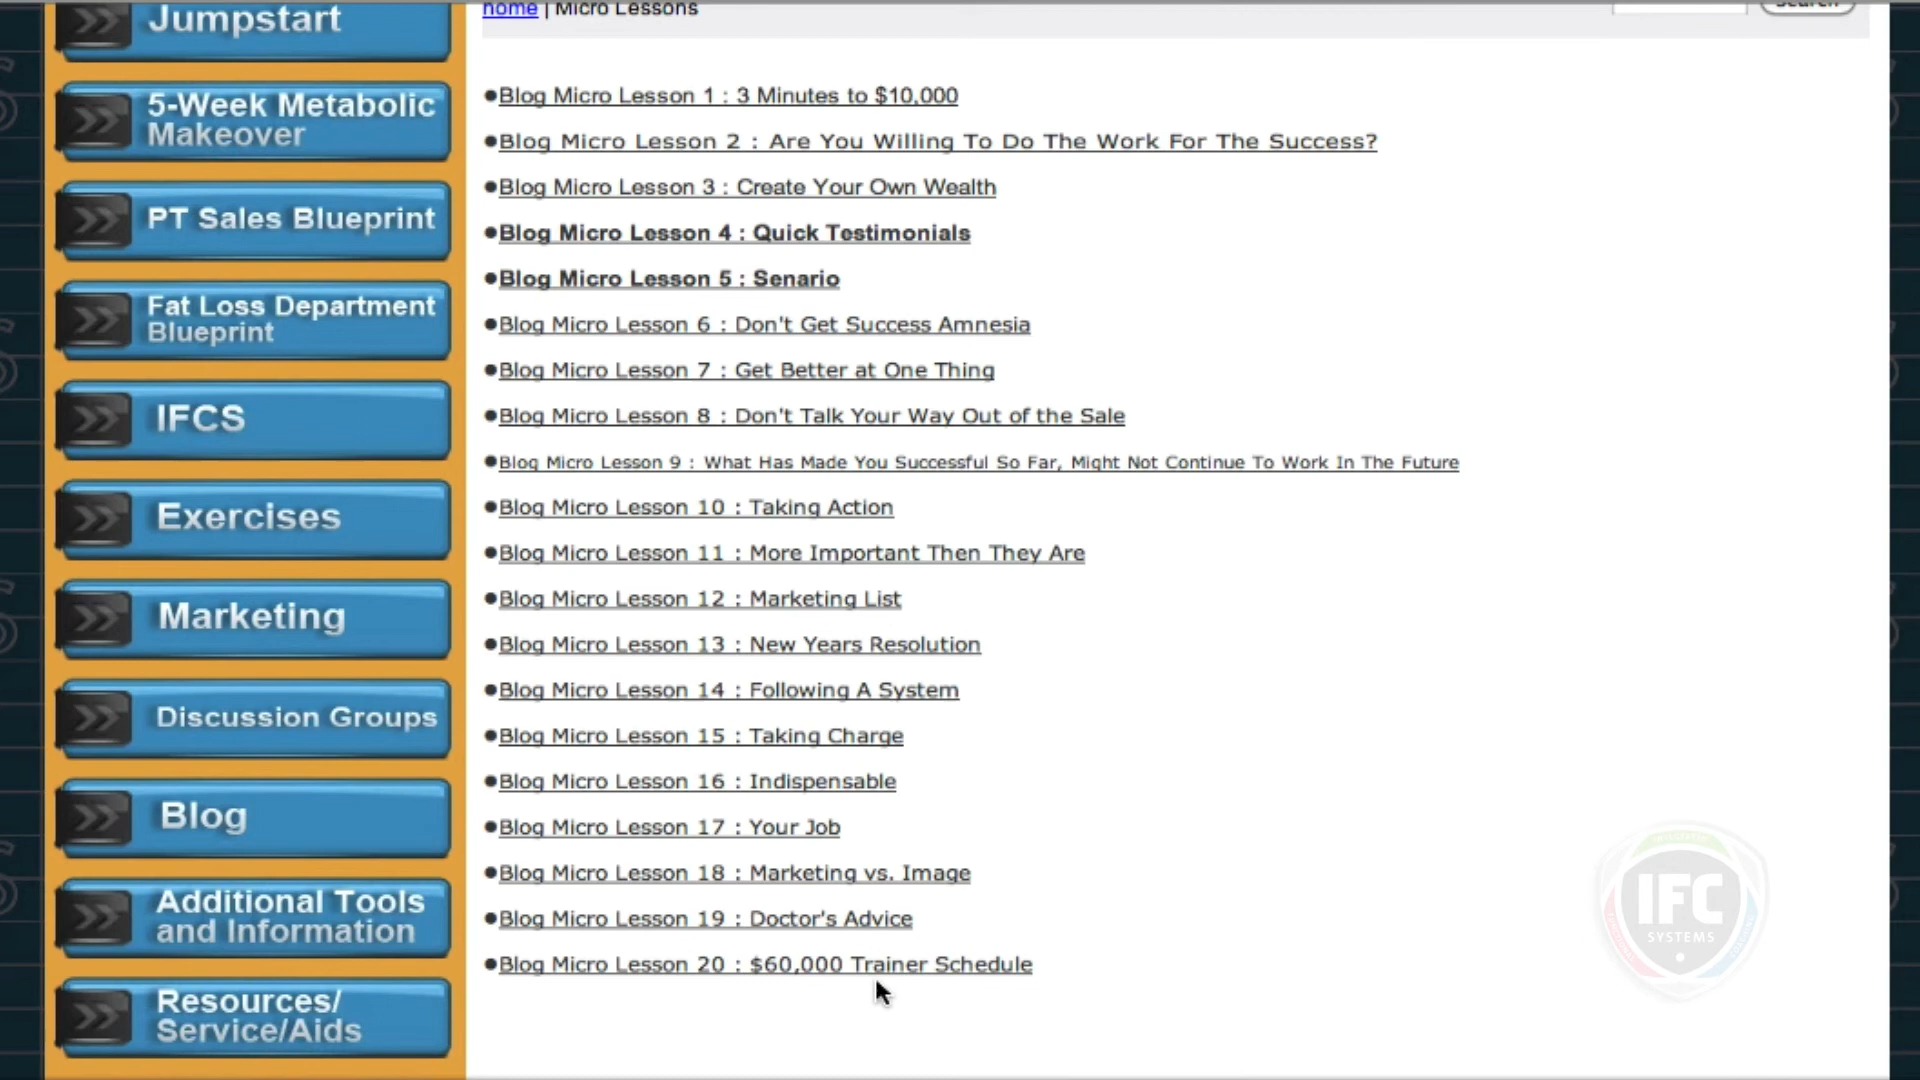 Jumpstart
5-Week Metabolic
Makeover
PT Sales Blueprint
Fat Loss Department
Blueprint
IFCS
Exercises
Marketing
Discussion Groups
Blog
Additional Tools
and Information
Resources/
Service/Aids
home | Micro Lessons
Search
●Blog Micro Lesson 1 : 3 Minutes to $10,000
●Blog Micro Lesson 2 : Are You Willing To Do The Work For The Success?
●Blog Micro Lesson 3 : Create Your Own Wealth
●Blog Micro Lesson 4 : Quick Testimonials
●Blog Micro Lesson 5 : Senario
●Blog Micro Lesson 6 : Don't Get Success Amnesia
●Blog Micro Lesson 7 : Get Better at One Thing
●Blog Micro Lesson 8 : Don't Talk Your Way Out of the Sale
●Blog Micro Lesson 9 : What Has Made You Successful So Far, Might Not Continue To Work In The Future
●Blog Micro Lesson 10 : Taking Action
●Blog Micro Lesson 11 : More Important Then They Are
●Blog Micro Lesson 12 : Marketing List
●Blog Micro Lesson 13 : New Years Resolution
●Blog Micro Lesson 14 : Following A System
●Blog Micro Lesson 15 : Taking Charge
●Blog Micro Lesson 16 : Indispensable
●Blog Micro Lesson 17 : Your Job
●Blog Micro Lesson 18 : Marketing vs. Image
●Blog Micro Lesson 19 : Doctor's Advice
●Blog Micro Lesson 20 : $60,000 Trainer Schedule
IFC
SYSTEMS